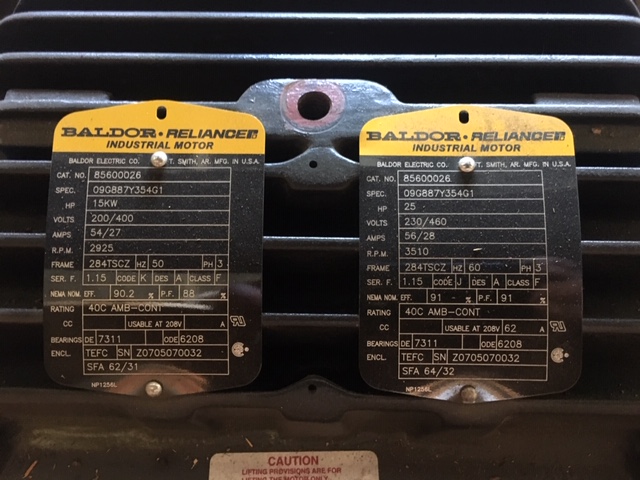 BALDOR • RELIANCE
INDUSTRIAL MOTOR
BALDOR ELECTRIC CO. FT. SMITH, AR. MFG. IN U.S.A.
CAT. NO. 85600026
SPEC. 09G887Y354G1
HP 15KW
VOLTS 200/400
AMPS 54/27
R.P.M. 2925
FRAME 284TSCZ HZ 50 PH 3
SER. F. 1.15 CODE K DES A CLASS F
NEMA NOM. EFF. 90.2 % P.F. 88 %
RATING 40C AMB-CONT
CC USABLE AT 208V A
BEARINGS DE 7311 ODE 6208
ENCL. TEFC SN Z0705070032
SFA 62/31
NP1256L
BALDOR • RELIANCE
INDUSTRIAL MOTOR
BALDOR ELECTRIC CO. FT. SMITH, AR. MFG. IN U.S.A.
CAT. NO. 85600026
SPEC. 09G887Y354G1
HP 25
VOLTS 230/460
AMPS 56/28
R.P.M. 3510
FRAME 284TSCZ HZ 60 PH 3
SER. F. 1.15 CODE J DES A CLASS F
NEMA NOM. EFF. 91 % P.F. 91 %
RATING 40C AMB-CONT
CC USABLE AT 208V 62 A
BEARINGS DE 7311 ODE 6208
ENCL. TEFC SN Z0705070032
SFA 64/32
NP1256L
CAUTION
LIFTING PROVISIONS ARE FOR
LIFTING THE MOTOR ONLY